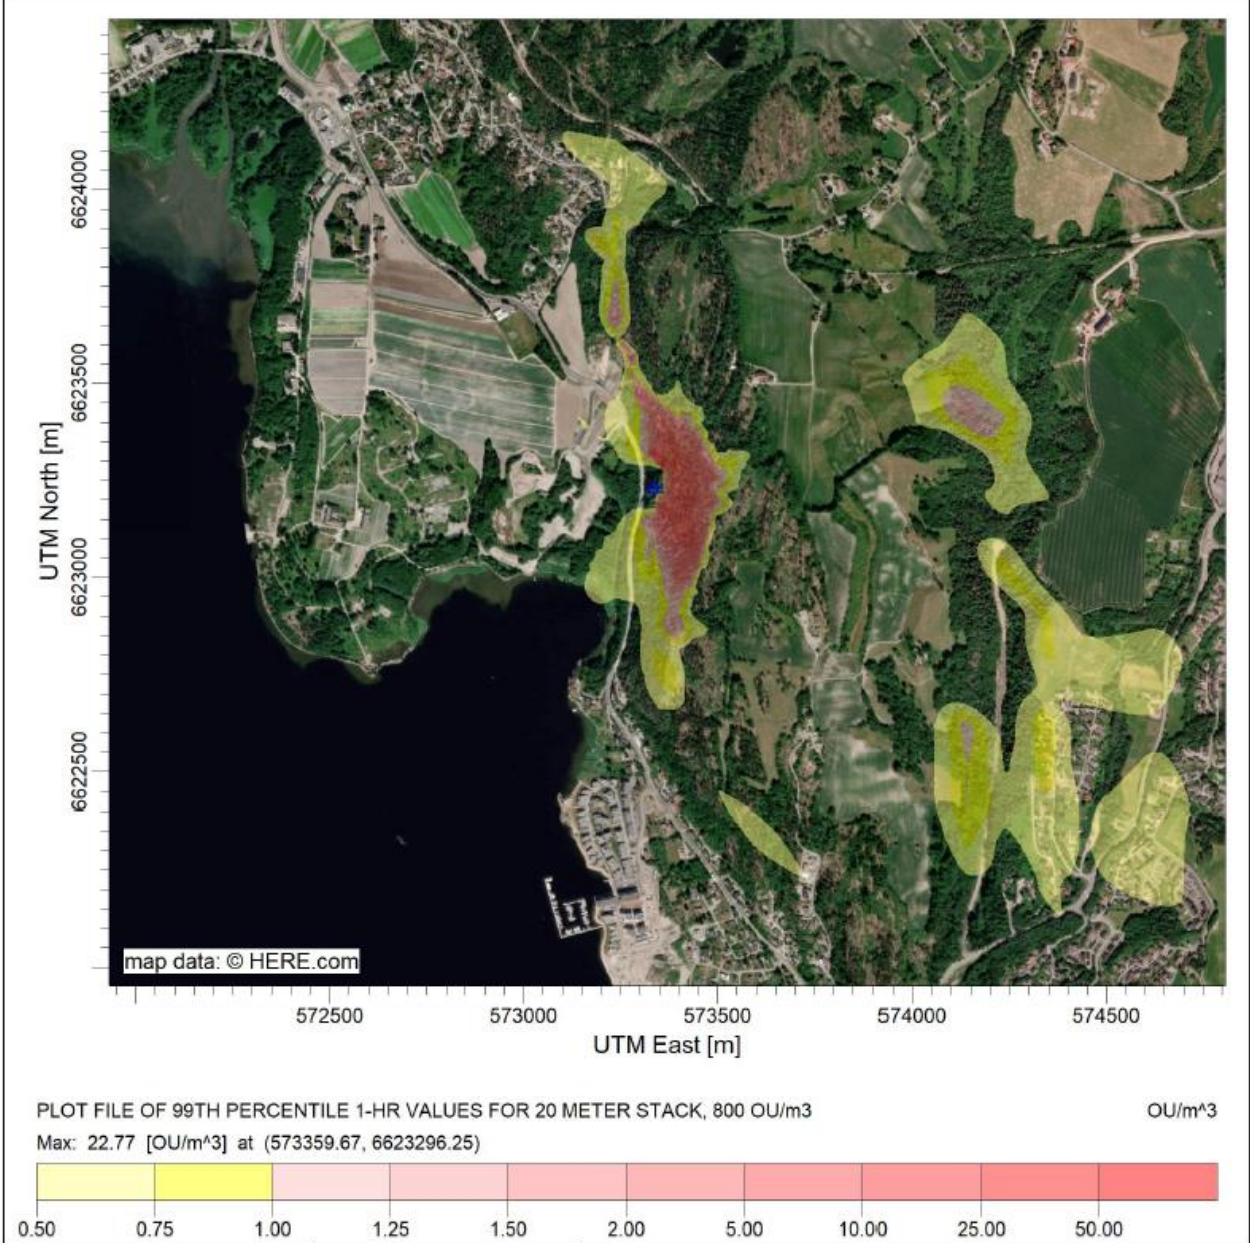 6624000
6623500
6623000
6622500
UTM North [m]
map data: © HERE.com
572500 573000 573500 574000 574500
UTM East [m]
PLOT FILE OF 99TH PERCENTILE 1-HR VALUES FOR 20 METER STACK, 800 OU/m3 OU/m^3
Max: 22.77 [OU/m^3] at (573359.67, 6623296.25)
0.50 0.75 1.00 1.25 1.50 2.00 5.00 10.00 25.00 50.00